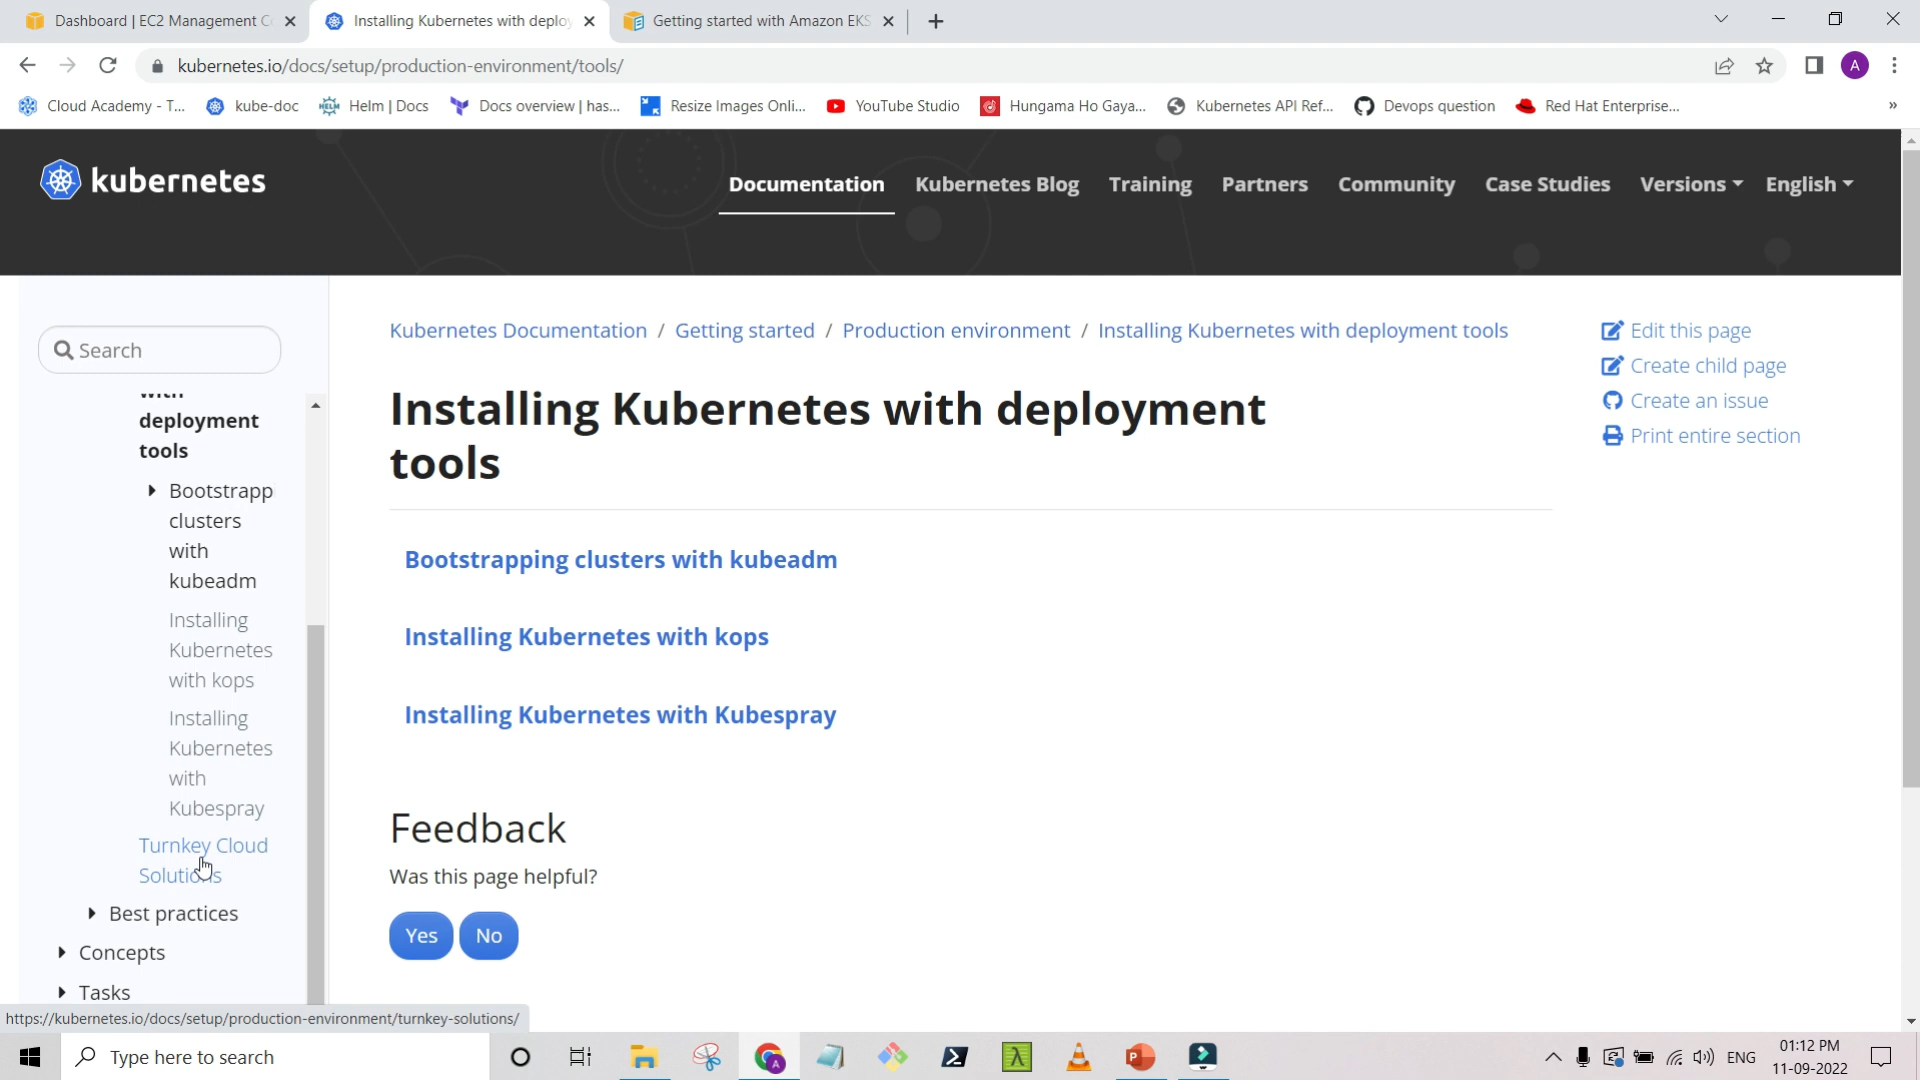 Dashboard | EC2 Management C
Installing Kubernetes with deplo
Getting started with Amazon EKS
kubernetes.io/docs/setup/production-environment/tools/
A
Cloud Academy - T...
kube-doc
HELM
Helm | Docs
Docs overview | has...
Resize Images Onli...
YouTube Studio
Hungama Ho Gaya...
Kubernetes API Ref...
Devops question
Red Hat Enterprise...
»
kubernetes
Documentation
Kubernetes Blog
Training
Partners
Community
Case Studies
Versions
English
Search
deployment
tools
Bootstrapp
clusters
with
kubeadm
Installing
Kubernetes
with kops
Installing
Kubernetes
with
Kubespray
Turnkey Cloud
Solutions
Best practices
Concepts
Tasks
Kubernetes Documentation / Getting started / Production environment / Installing Kubernetes with deployment tools
Installing Kubernetes with deployment
tools
Bootstrapping clusters with kubeadm
Installing Kubernetes with kops
Installing Kubernetes with Kubespray
Feedback
Was this page helpful?
Yes
No
Edit this page
Create child page
Create an issue
Print entire section
https://kubernetes.io/docs/setup/production-environment/turnkey-solutions/
Type here to search
ENG
01:12 PM
11-09-2022